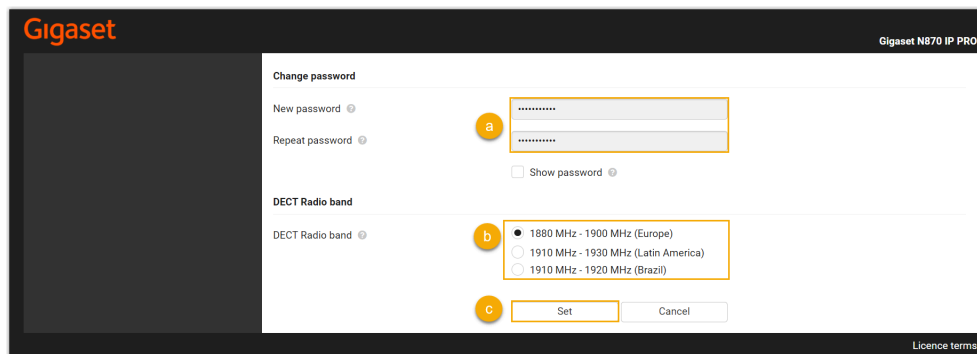 Gigaset
Gigaset N870 IP PRO
Change password
New password ?
•••••••••••
a
Repeat password ?
•••••••••••
Show password ?
DECT Radio band
DECT Radio band ?
b
1880 MHz - 1900 MHz (Europe)
1910 MHz - 1930 MHz (Latin America)
1910 MHz - 1920 MHz (Brazil)
c
Set
Cancel
Licence terms